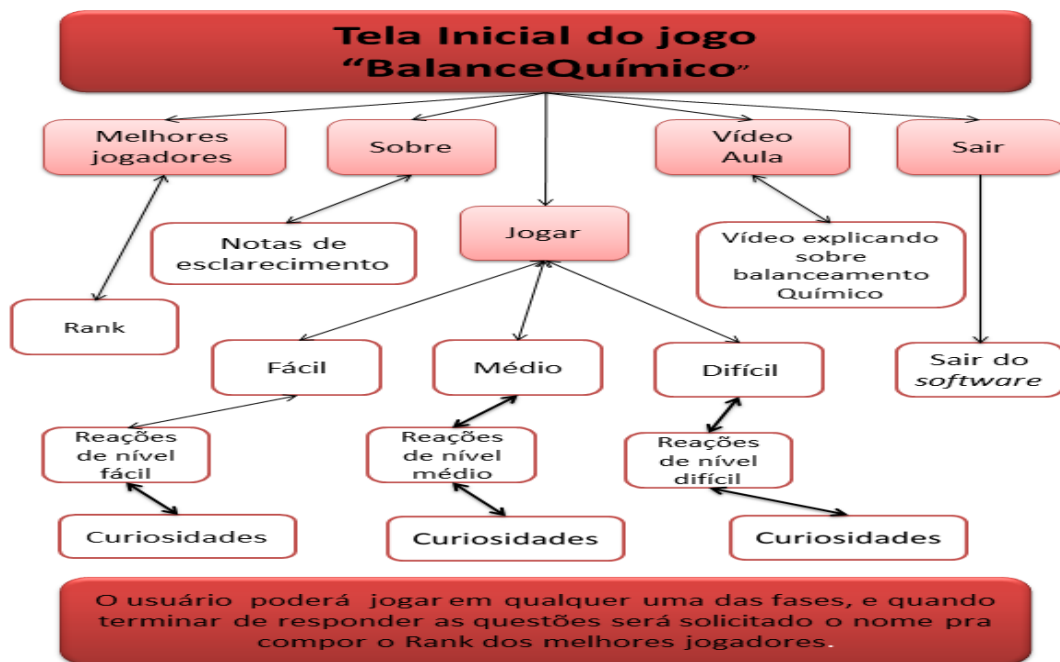 Tela Inicial do jogo
“BalanceQuímico”
Melhores
jogadores
Sobre
Vídeo
Aula
Sair
Notas de
esclarecimento
Jogar
Vídeo explicando
sobre
balanceamento
Químico
Rank
Fácil
Médio
Difícil
Sair do
software
Reações
de nível
fácil
Reações
de nível
médio
Reações
de nível
difícil
Curiosidades
Curiosidades
Curiosidades
O usuário poderá jogar em qualquer uma das fases, e quando
terminar de responder as questões será solicitado o nome pra
compor o Rank dos melhores jogadores.